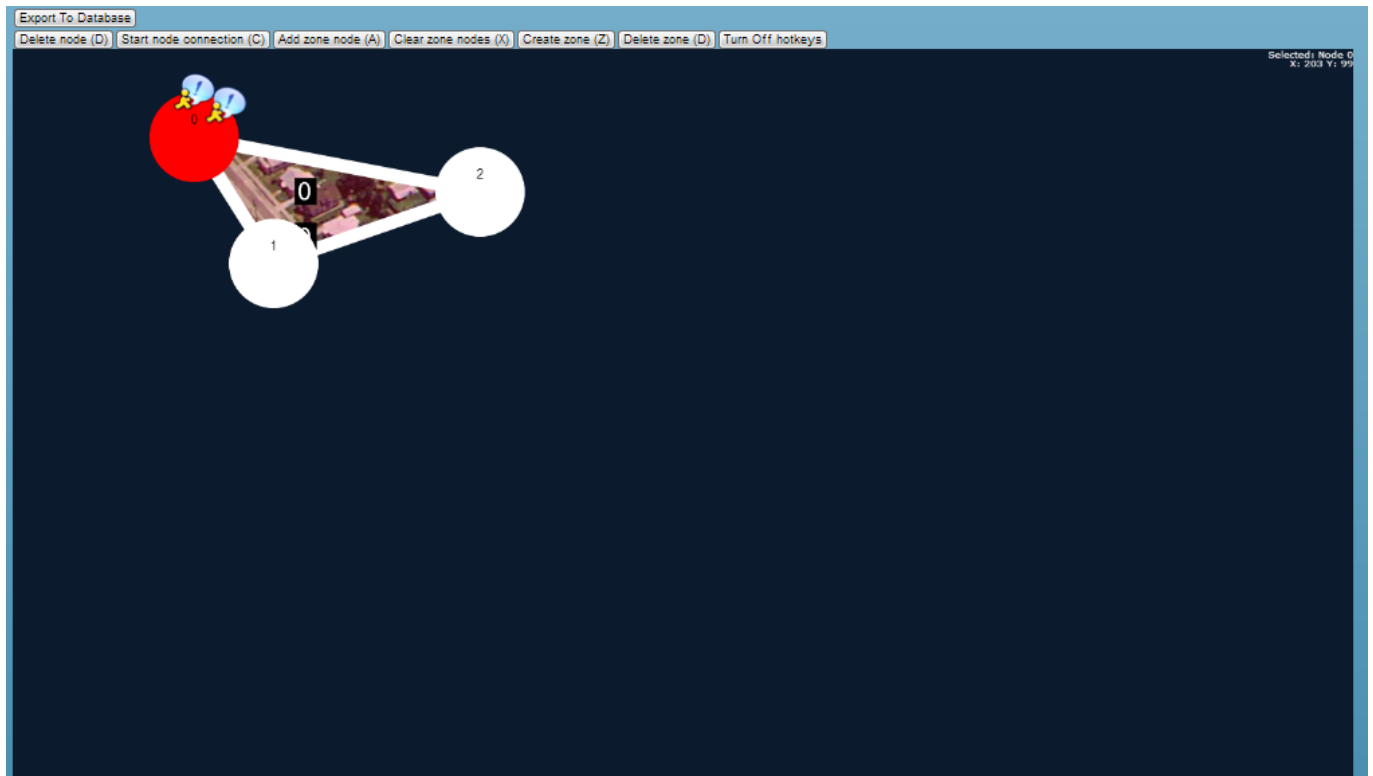 Export To Database
Delete node (D) Start node connection (C) Add zone node (A) Clear zone nodes (X) Create zone (Z) Delete zone (D) Turn Off hotkeys
Selected: Node 0
X: 203 Y: 99
0
2
0
1